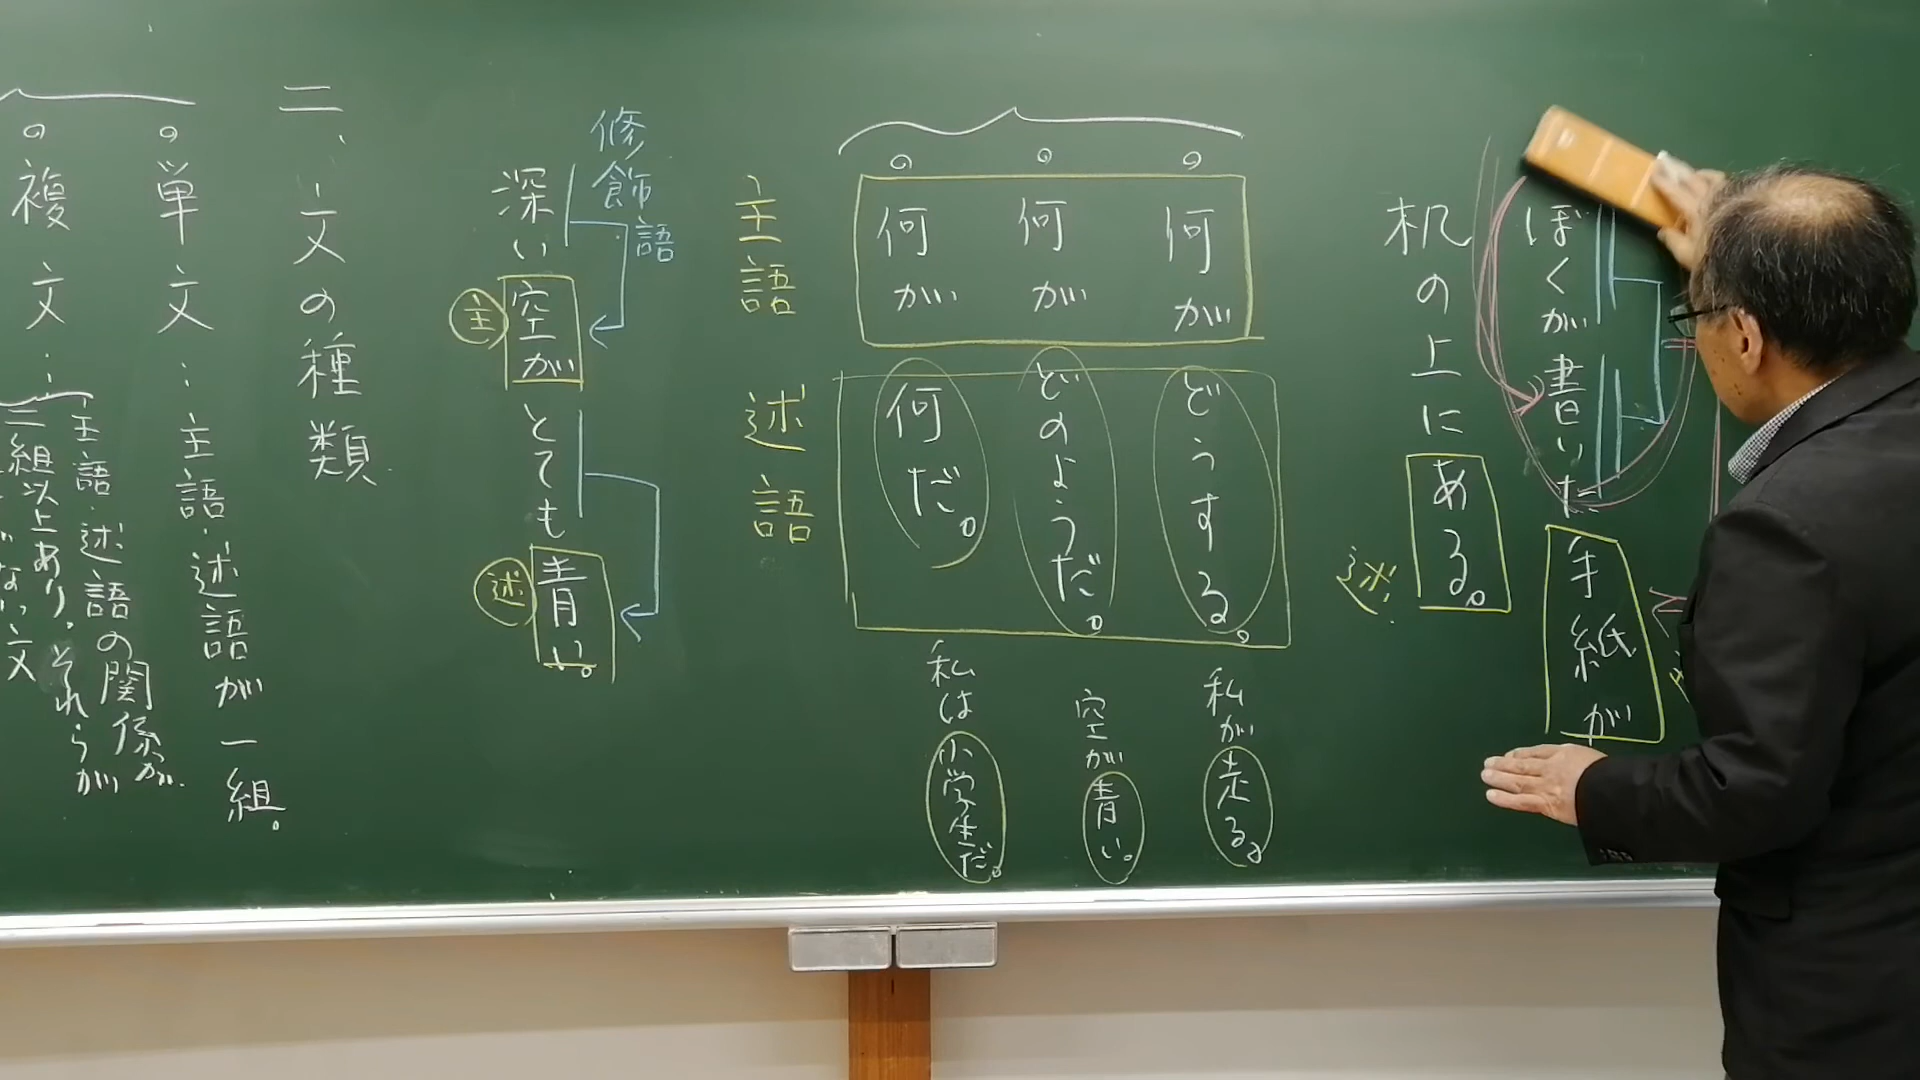 ぼくが書いた手紙が
机の上にある。
述
何がどうする。
何がどのようだ。
何が何だ。
私が走る。
空が青い。
私は小学生だ。
主語
述語
修飾語
深い空がとても青い。
主
述
二、文の種類
単文…主語・述語が一組。
複文…
主語・述語の関係が
二組以上あり。それらが